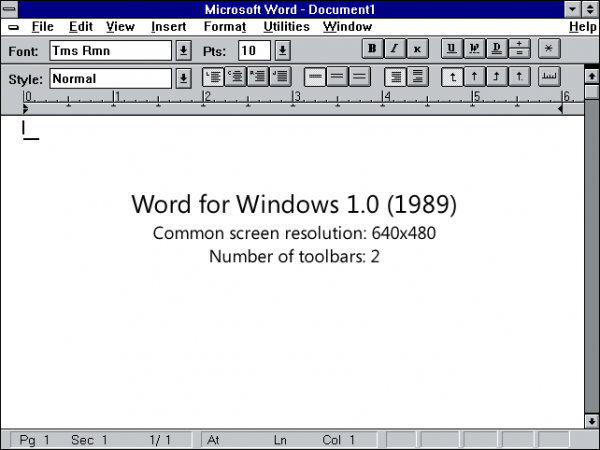 Microsoft Word - Document1
File Edit View Insert Format Utilities Window Help
Font: Tms Rmn Pts: 10 B I K U W D + = *
Style: Normal L C R J
0 1 2 3 4 5 6
Word for Windows 1.0 (1989)
Common screen resolution: 640x480
Number of toolbars: 2
Pg 1 Sec 1 1/ 1 At Ln Col 1